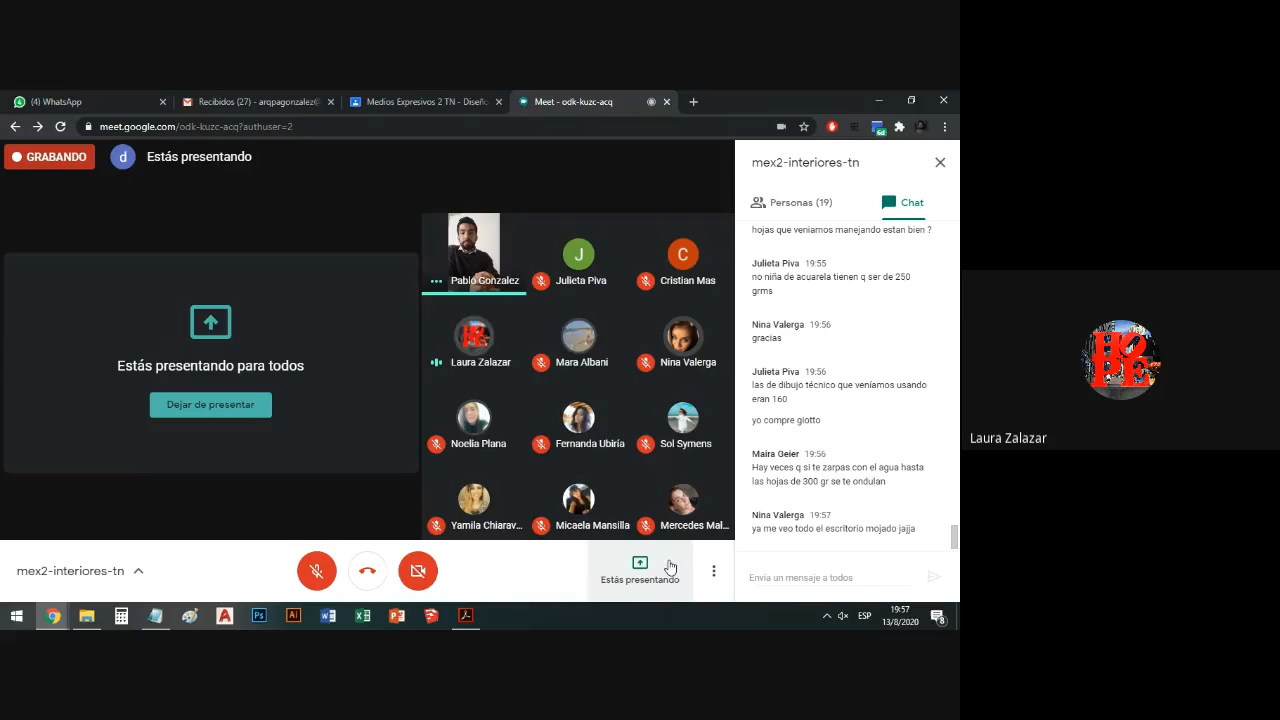 (4) WhatsApp
Recibidos (27) - arqpagonzalez@
Medios Expresivos 2 TN - Diseño
Meet - odk-kuzc-acq
meet.google.com/odk-kuzc-acq?authuser=2
6d
GRABANDO
d
Estás presentando
mex2-interiores-tn
Personas (19)
Chat
Estás presentando para todos
Dejar de presentar
Pablo Gonzalez
J
Julieta Piva
C
Cristian Mas
Laura Zalazar
Mara Albani
Nina Valerga
Noelia Plana
Fernanda Ubiría
Sol Symens
Yamila Chiarav...
Micaela Mansilla
Mercedes Mal...
hojas que veniamos manejando estan bien ?
Julieta Piva 19:55
no niña de acuarela tienen q ser de 250
grms
Nina Valerga 19:56
gracias
Julieta Piva 19:56
las de dibujo técnico que veníamos usando
eran 160
yo compre giotto
Maira Geier 19:56
Hay veces q si te zarpas con el agua hasta
las hojas de 300 gr se te ondulan
Nina Valerga 19:57
ya me veo todo el escritorio mojado jajja
Envía un mensaje a todos
mex2-interiores-tn
Estás presentando
Ps
Ai
ESP
19:57
13/8/2020
8
HOPE
Laura Zalazar